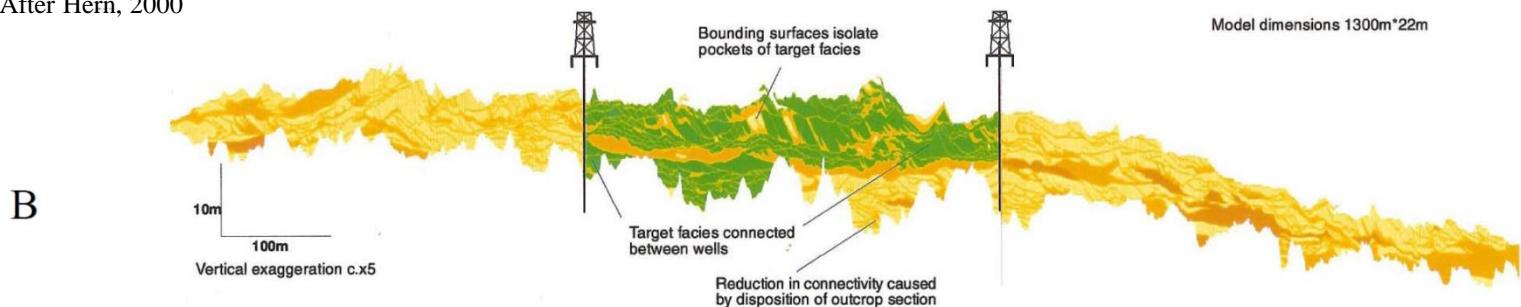 After Hern, 2000
Bounding surfaces isolate
pockets of target facies
Model dimensions 1300m*22m
B
10m
100m
Vertical exaggeration c.x5
Target facies connected
between wells
Reduction in connectivity caused
by disposition of outcrop section